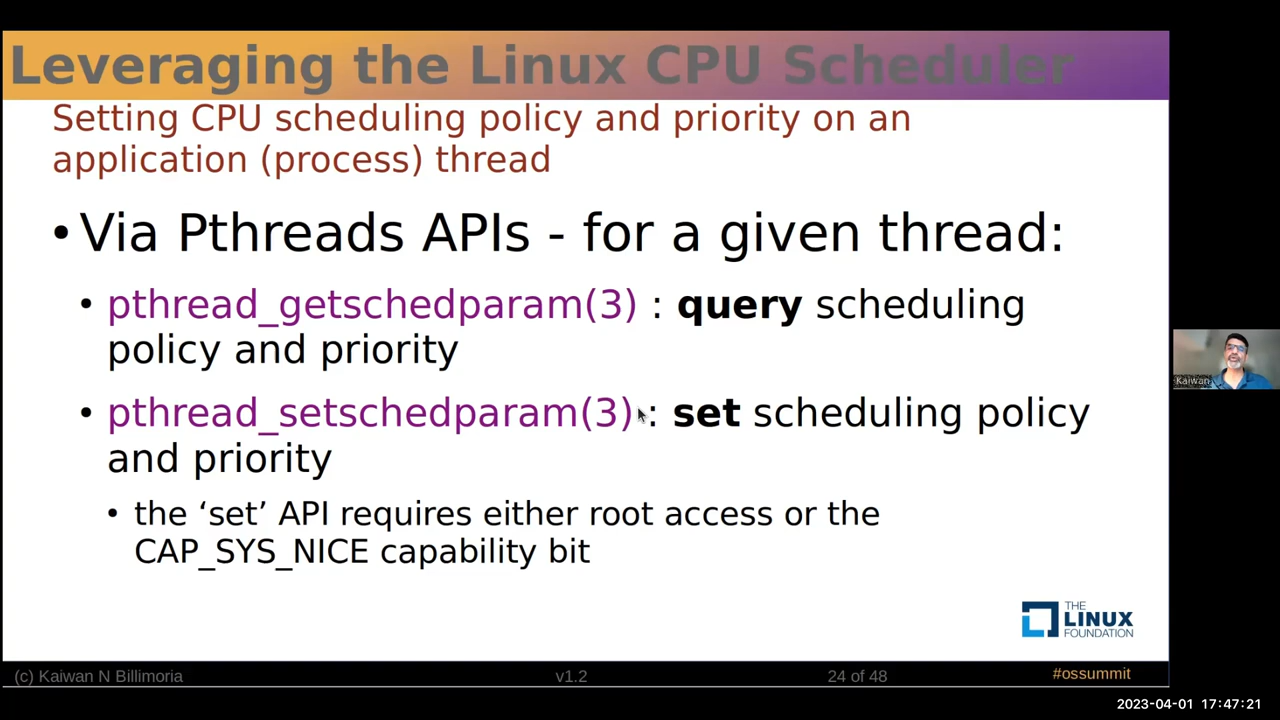 Leveraging the Linux CPU Scheduler
Setting CPU scheduling policy and priority on an
application (process) thread
•Via Pthreads APIs - for a given thread:
• pthread_getschedparam(3) : query scheduling
policy and priority
• pthread_setschedparam(3) : set scheduling policy
and priority
• the ‘set’ API requires either root access or the
CAP_SYS_NICE capability bit
Kaiwan
THE
LINUX
FOUNDATION
(c) Kaiwan N Billimoria
v1.2
24 of 48
#ossummit
2023-04-01 17:47:21